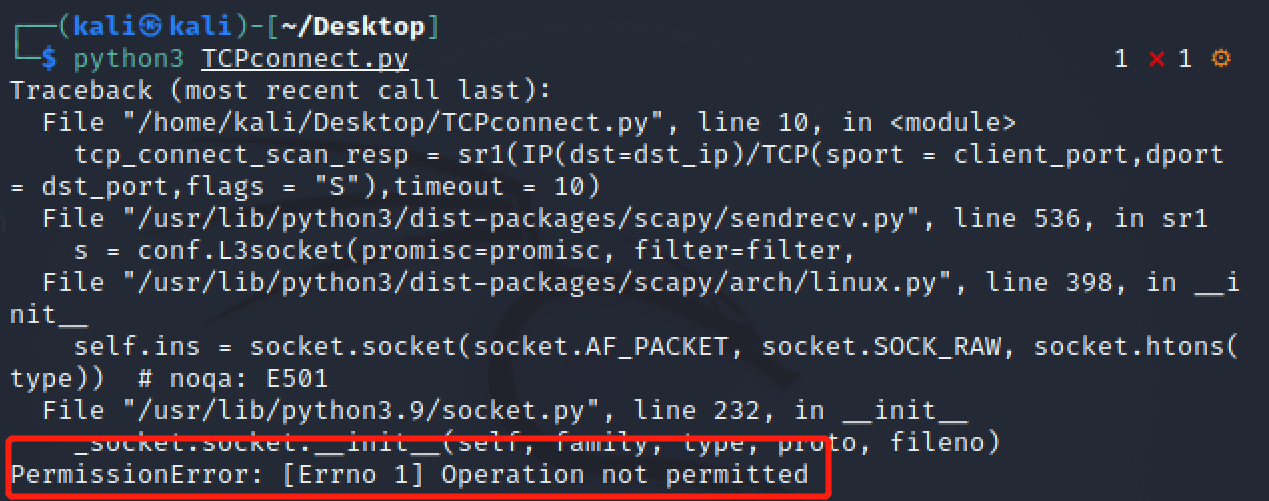 ┌──(kali㉿kali)-[~/Desktop]
└─$ python3 TCPconnect.py 1 ⨯ 1 ⚙
Traceback (most recent call last):
  File "/home/kali/Desktop/TCPconnect.py", line 10, in <module>
    tcp_connect_scan_resp = sr1(IP(dst=dst_ip)/TCP(sport = client_port,dport
= dst_port,flags = "S"),timeout = 10)
  File "/usr/lib/python3/dist-packages/scapy/sendrecv.py", line 536, in sr1
    s = conf.L3socket(promisc=promisc, filter=filter,
  File "/usr/lib/python3/dist-packages/scapy/arch/linux.py", line 398, in __i
nit__
    self.ins = socket.socket(socket.AF_PACKET, socket.SOCK_RAW, socket.htons(
type))  # noqa: E501
  File "/usr/lib/python3.9/socket.py", line 232, in __init__
    _socket.socket.__init__(self, family, type, proto, fileno)
PermissionError: [Errno 1] Operation not permitted